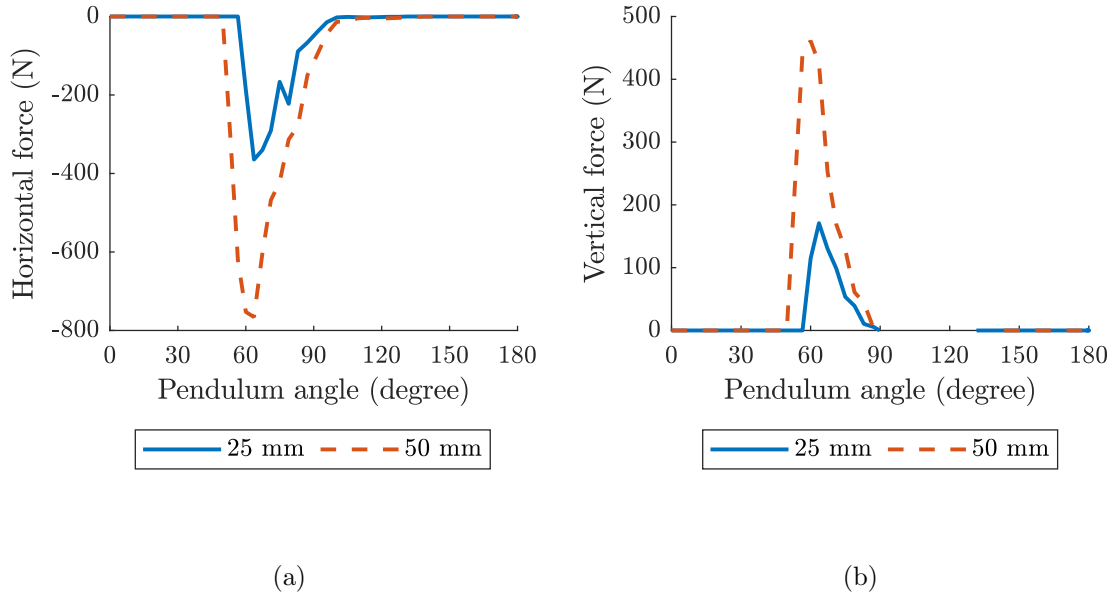 0
-200
-400
-600
-800
Horizontal force (N)
0 30 60 90 120 150 180
Pendulum angle (degree)
25 mm 50 mm
(a)
500
400
300
200
100
0
Vertical force (N)
0 30 60 90 120 150 180
Pendulum angle (degree)
25 mm 50 mm
(b)